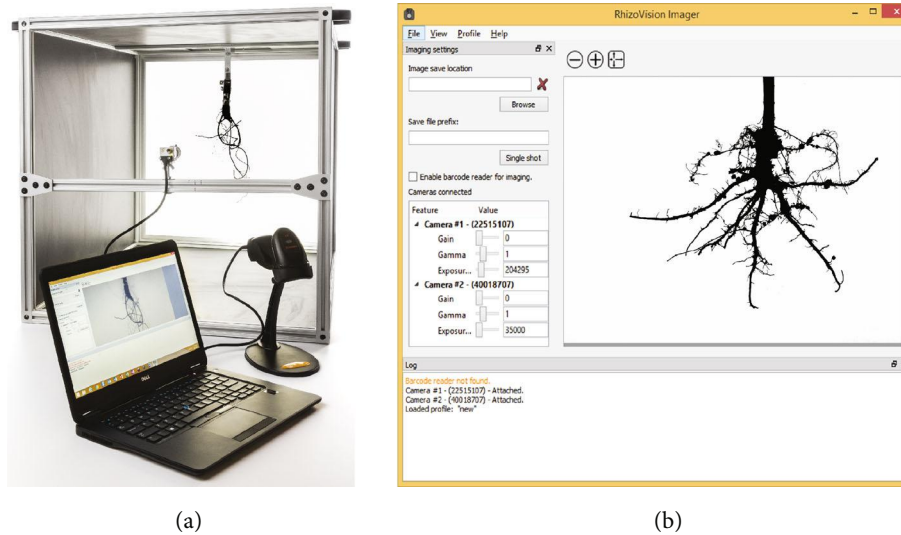 RhizoVision Imager
File View Profile Help
Imaging settings
Image save location
Browse
Save file prefix:
Single shot
Enable barcode reader for imaging.
Cameras connected
Feature Value
Camera #1 - (22515107)
Gain 0
Gamma 1
Exposur... 204295
Camera #2 - (40018707)
Gain 0
Gamma 1
Exposur... 35000
Log
Barcode reader not found.
Camera #1 - (22515107) - Attached.
Camera #2 - (40018707) - Attached.
Loaded profile: "new"
DELL
(a)
(b)